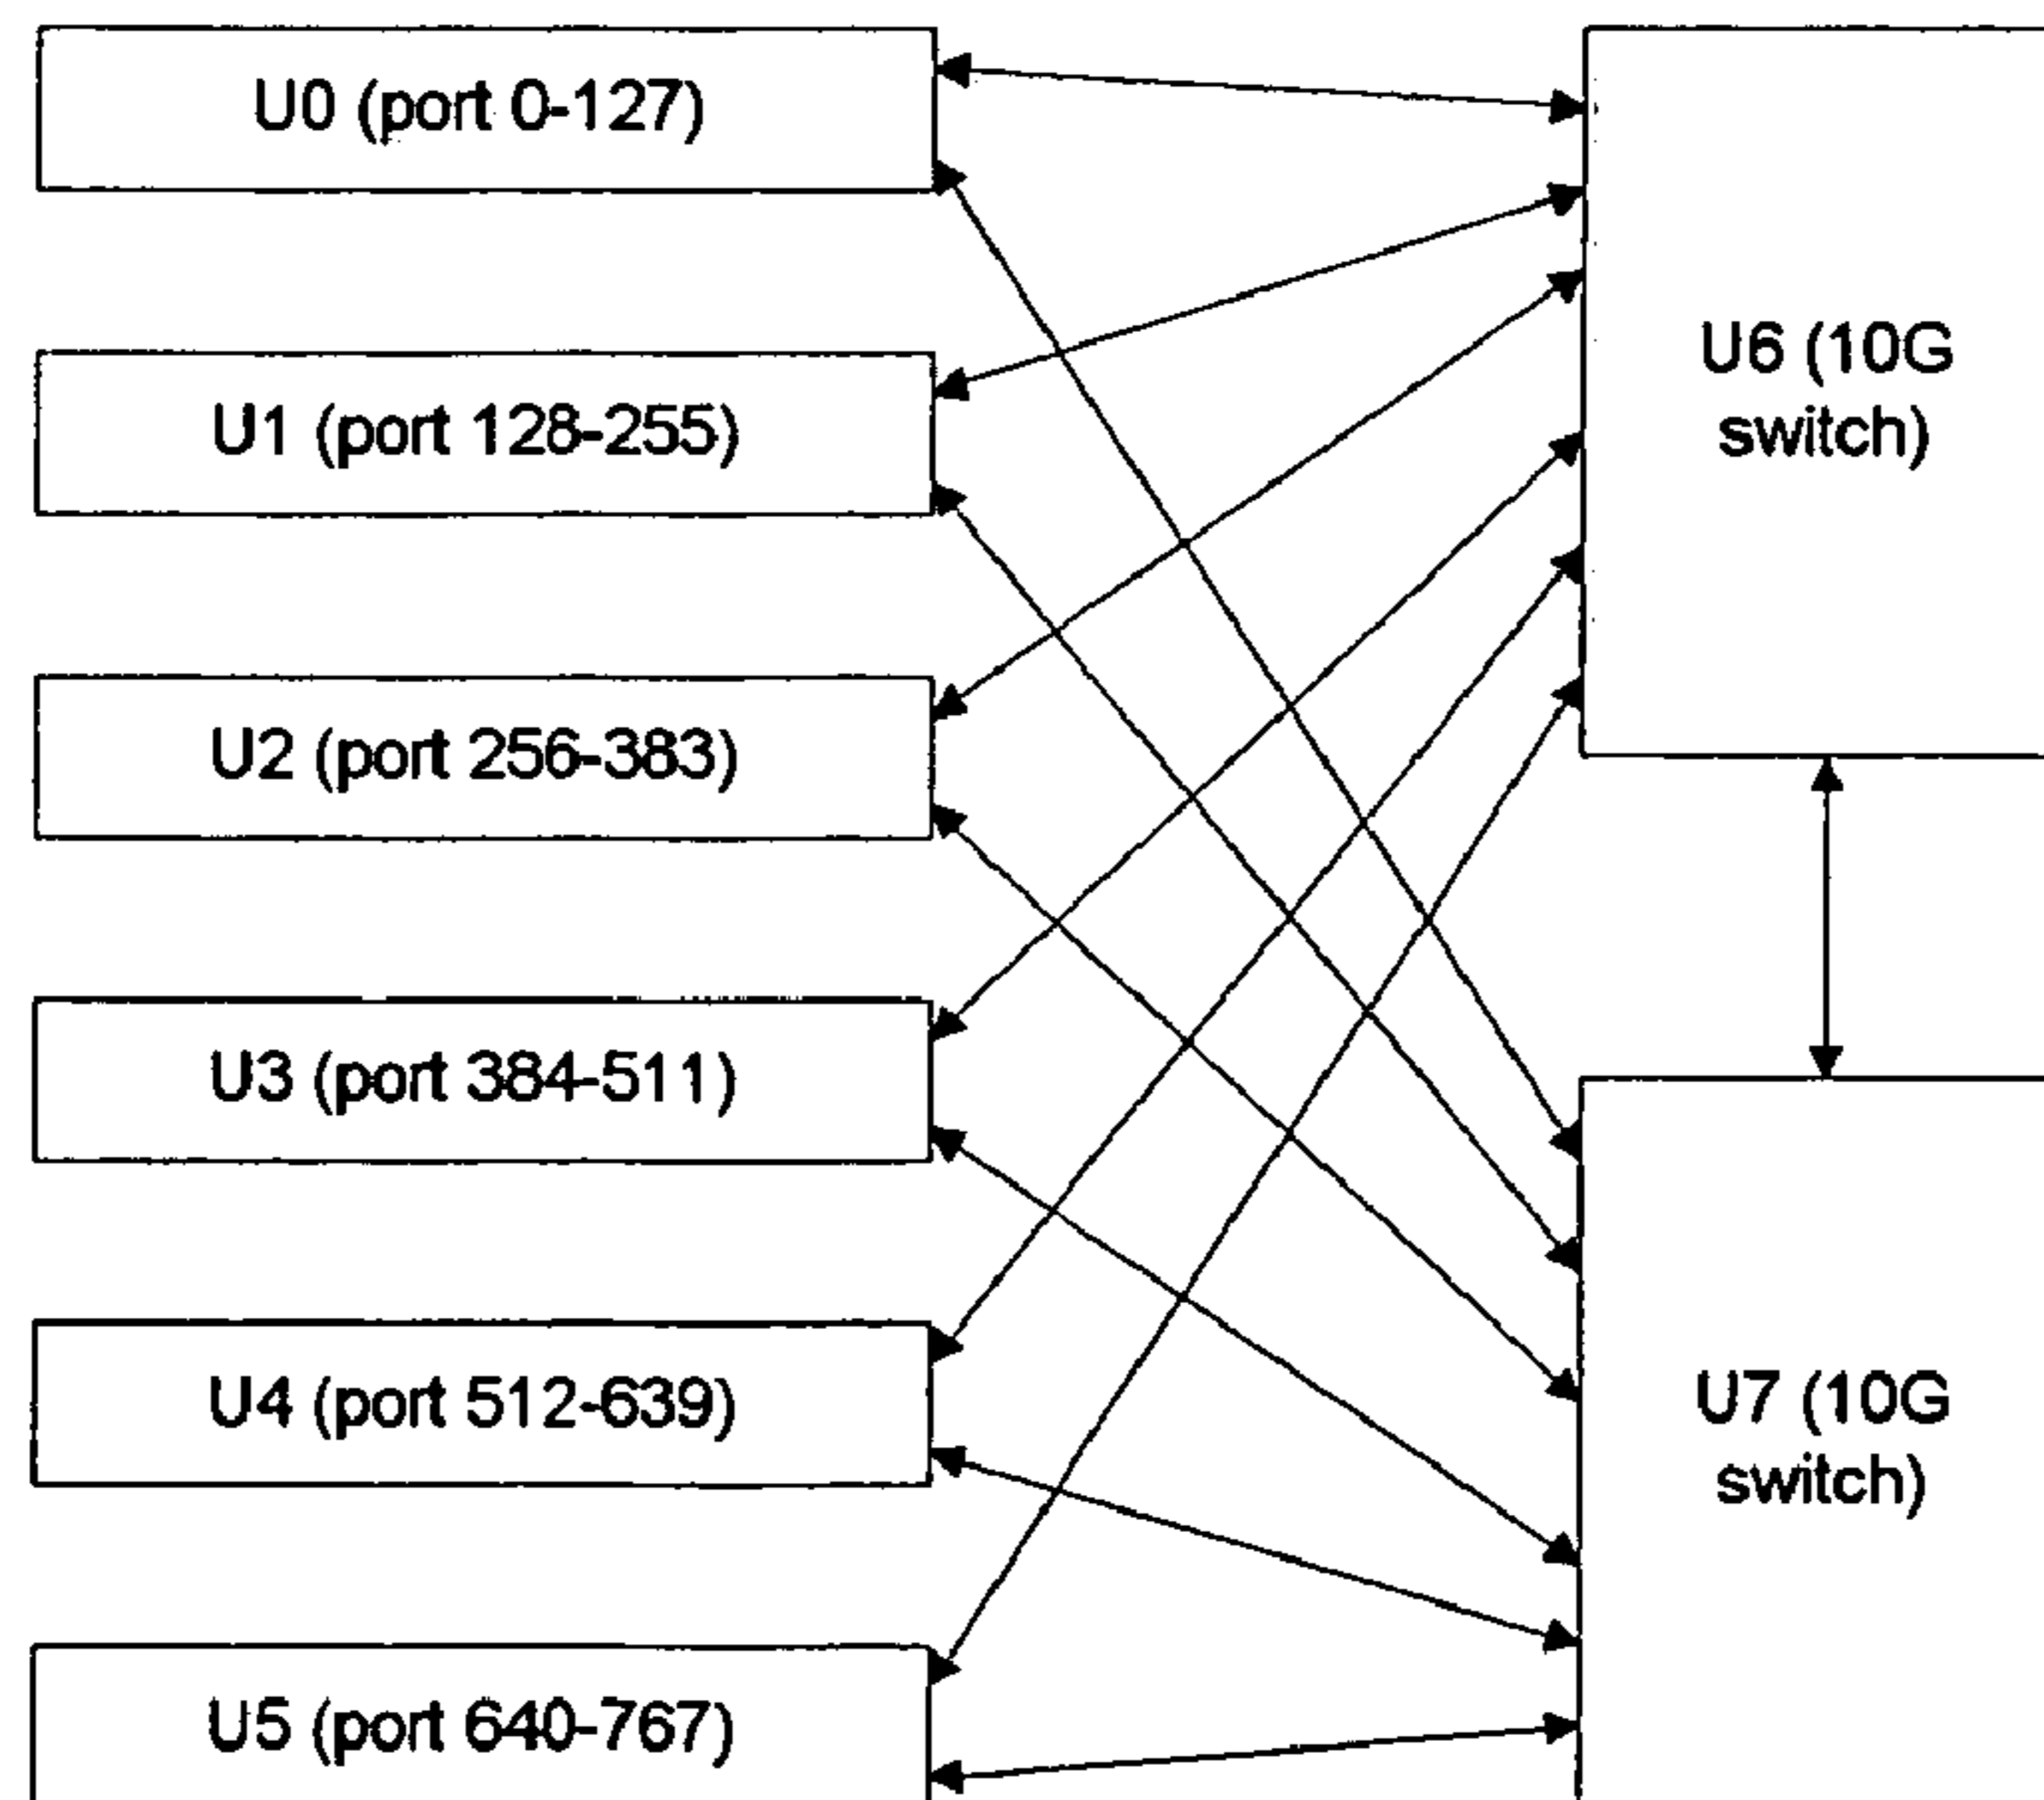 U0 (port 0-127)
U1 (port 128-255)
U2 (port 256-383)
U3 (port 384-511)
U4 (port 512-639)
U5 (port 640-767)
U6 (10G
switch)
U7 (10G
switch)